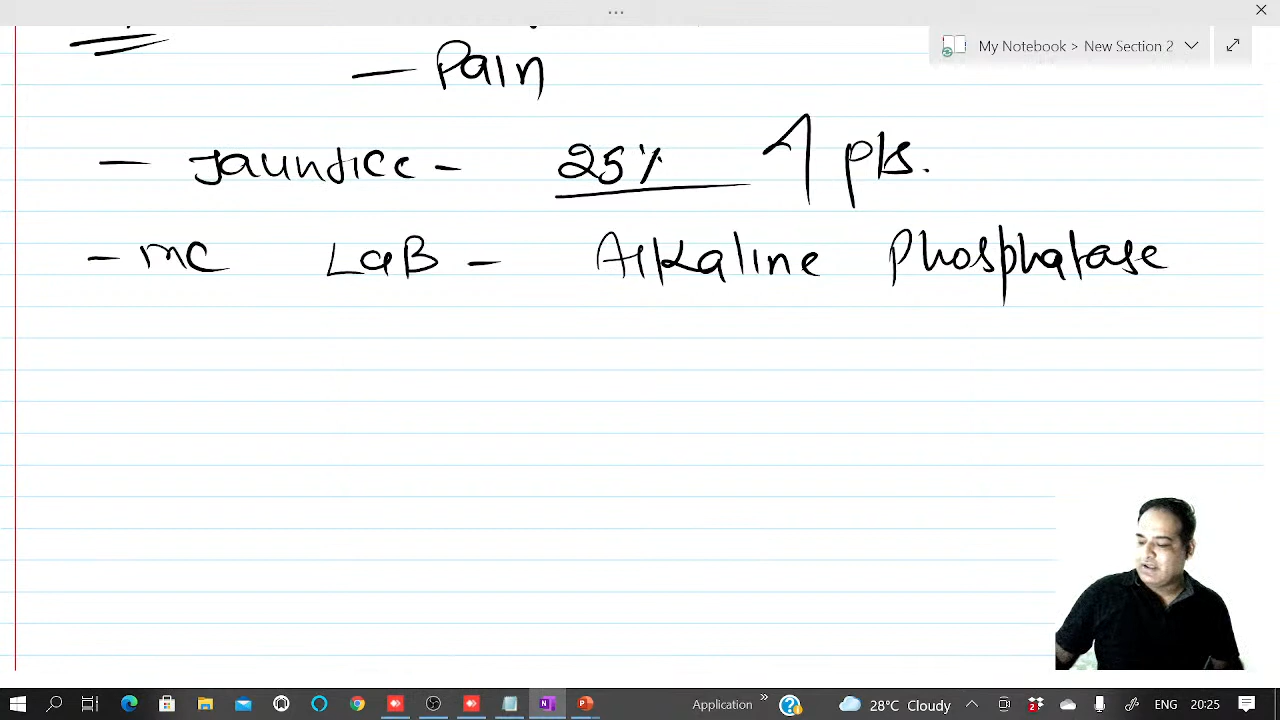 My Notebook > New Section 2
— Pain
— Jaundice - 25% pts.
- mc LaB - Alkaline Phosphatase
Application
28°C Cloudy
ENG
20:25